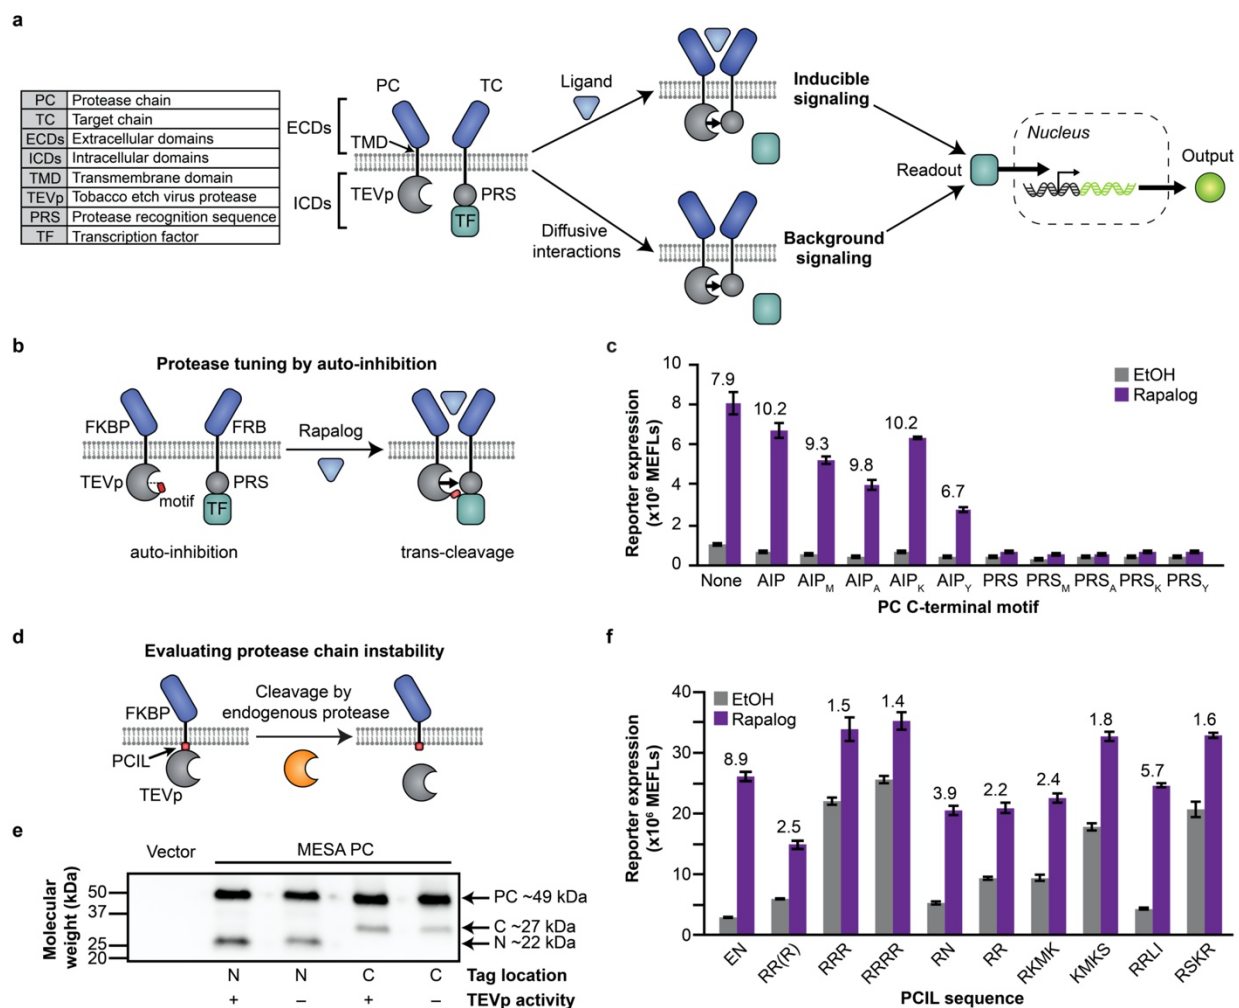 a
PC Protease chain
TC Target chain
ECDs Extracellular domains
ICDs Intracellular domains
TMD Transmembrane domain
TEVp Tobacco etch virus protease
PRS Protease recognition sequence
TF Transcription factor
PC TC
ECDs
TMD
ICDs
TEVp
PRS
TF
Ligand
Diffusive
interactions
Inducible
signaling
Background
signaling
Readout
Nucleus
Output
b
Protease tuning by auto-inhibition
FKBP
FRB
TEVp
motif
PRS
TF
Rapalog
auto-inhibition
trans-cleavage
c
Reporter expression
(x10⁶ MEFLs)
10
8
6
4
2
0
7.9
10.2
9.3
9.8
10.2
6.7
EtOH
Rapalog
None AIP AIPM AIPA AIPK AIPY PRS PRSM PRSA PRSK PRSY
PC C-terminal motif
d
Evaluating protease chain instability
FKBP
PCIL
TEVp
Cleavage by
endogenous protease
e
Vector
MESA PC
Molecular
weight (kDa)
50
37
25
20
PC ~49 kDa
C ~27 kDa
N ~22 kDa
N N C C Tag location
+ – + – TEVp activity
f
Reporter expression
(x10⁶ MEFLs)
40
30
20
10
0
EtOH
Rapalog
8.9
2.5
1.5
1.4
3.9
2.2
2.4
1.8
5.7
1.6
EN RR(R) RRR RRRR RN RR RKMK KMKS RRLI RSKR
PCIL sequence